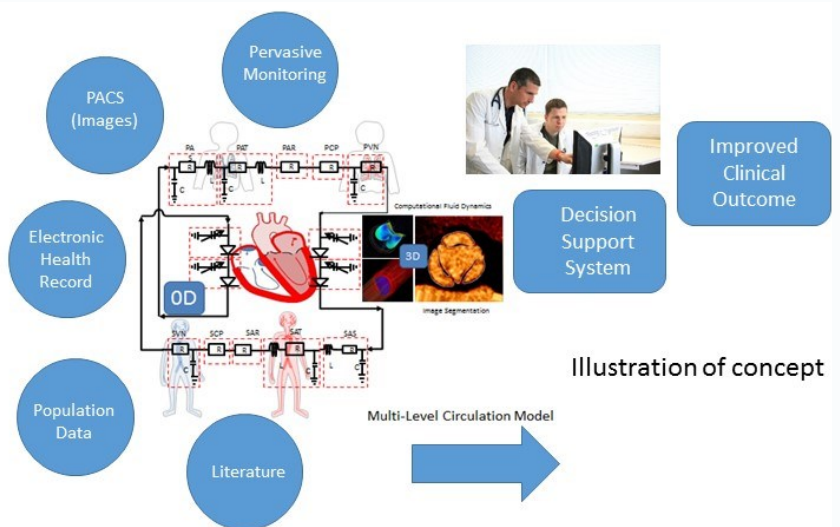 Pervasive
Monitoring
PACS
(Images)
Electronic
Health
Record
Population
Data
Literature
PA
S
PAT
PAR
PCP
PVN
R
L
R
L
R
R
R
C
C
C
Computational Fluid Dynamics
3D
Image Segmentation
0D
SVN
SCP
SAR
SAT
SAS
R
R
R
L
R
L
R
C
C
C
Multi-Level Circulation Model
Decision
Support
System
Improved
Clinical
Outcome
Illustration of concept